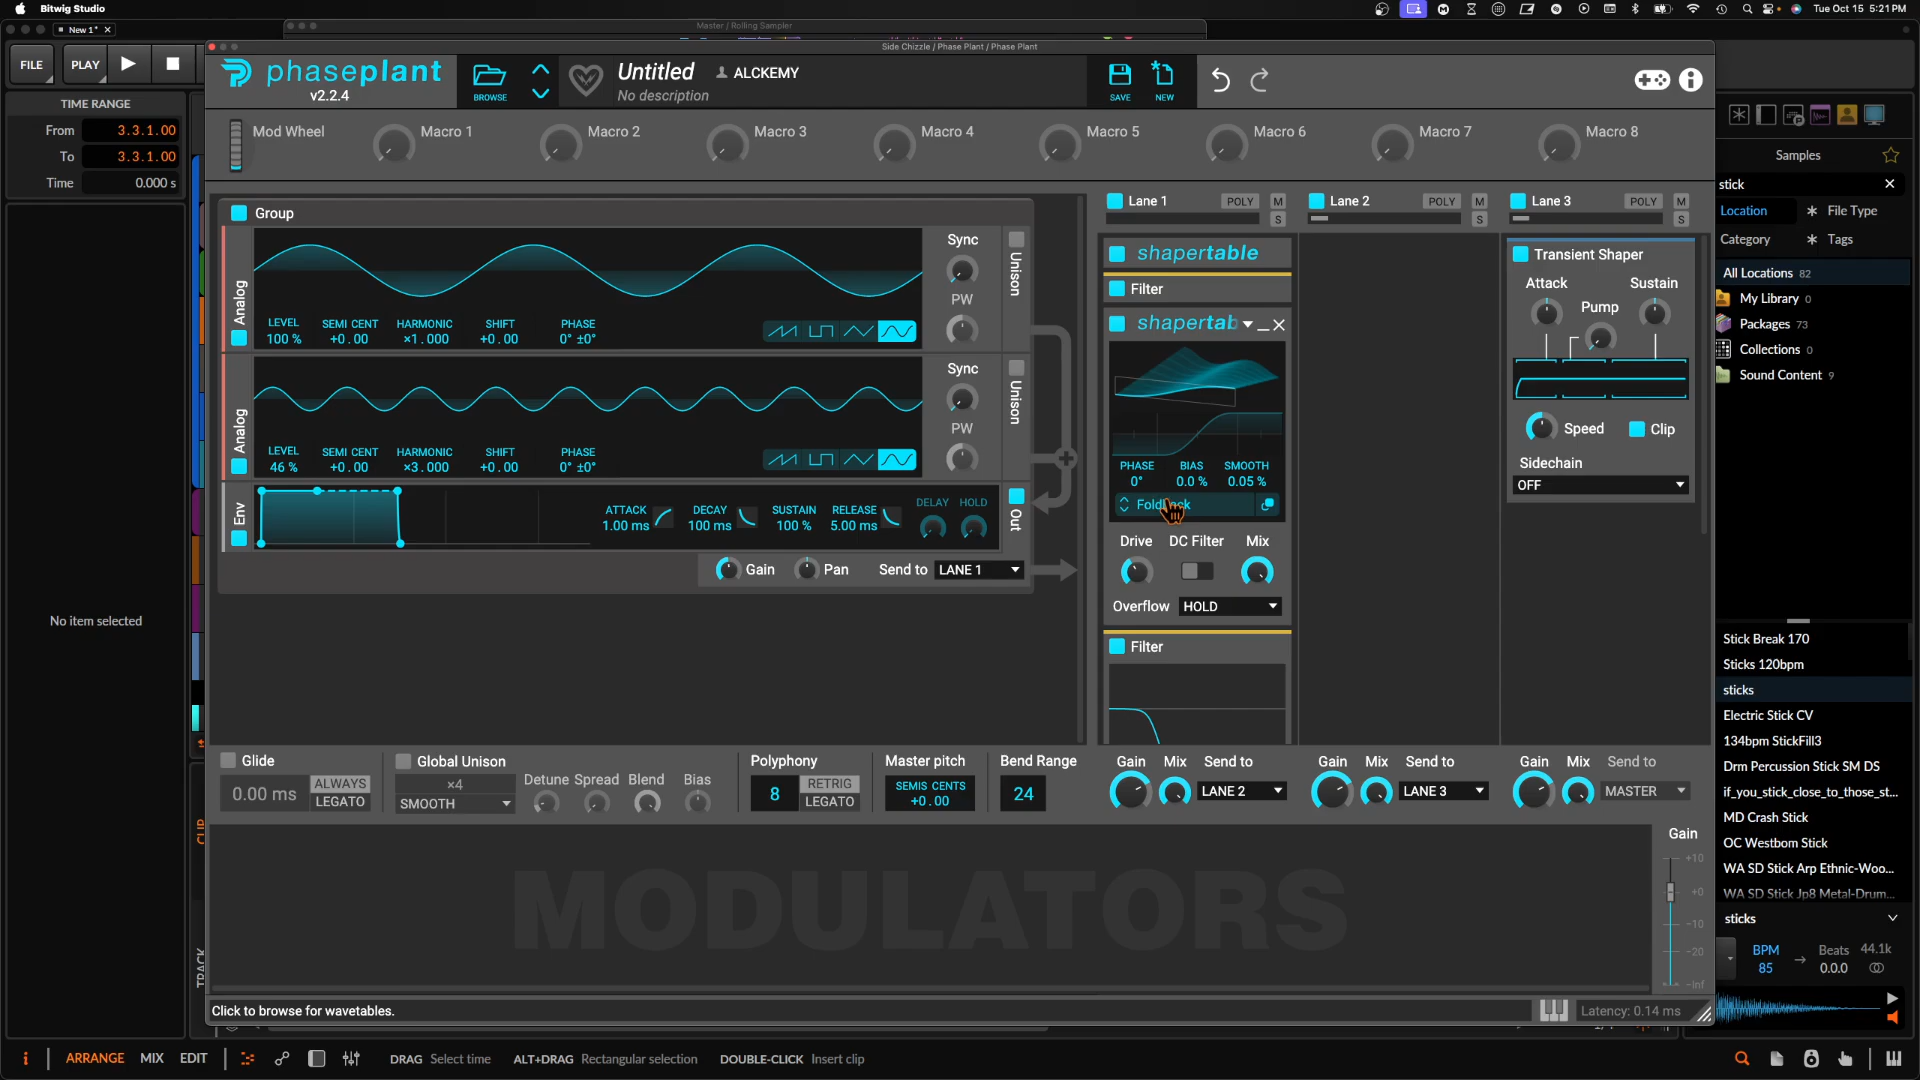 Bitwig Studio
Tue Oct 15 5:21 PM
New 1*
Master / Rolling Sampler
FILE
PLAY
Side Chizzle / Phase Plant / Phase Plant
phaseplant
v2.2.4
BROWSE
Untitled
ALCKEMY
No description
SAVE
NEW
TIME RANGE
From 3.3.1.00
To 3.3.1.00
Time 0.000 s
No item selected
Mod Wheel
Macro 1
Macro 2
Macro 3
Macro 4
Macro 5
Macro 6
Macro 7
Macro 8
Group
Analog
LEVEL SEMI CENT HARMONIC SHIFT PHASE
100 % +0.00 ×1.000 +0.00 0° ±0°
Sync
PW
Unison
Analog
LEVEL SEMI CENT HARMONIC SHIFT PHASE
46 % +0.00 ×3.000 +0.00 0° ±0°
Sync
PW
Unison
Env
ATTACK DECAY SUSTAIN RELEASE DELAY HOLD
1.00 ms 100 ms 100 % 5.00 ms
Out
Gain Pan Send to LANE 1
Lane 1 POLY M
S
Lane 2 POLY M
S
Lane 3 POLY M
S
shapertable
Filter
shapertab
PHASE BIAS SMOOTH
0° 0.0 % 0.05 %
Drive DC Filter Mix
Overflow HOLD
Filter
Transient Shaper
Attack Sustain
Pump
Speed Clip
Sidechain
OFF
Glide
0.00 ms ALWAYS
LEGATO
Global Unison
×4
SMOOTH
Detune Spread Blend Bias
Polyphony
8 RETRIG
LEGATO
Master pitch
SEMIS CENTS
+0.00
Bend Range
24
Gain Mix Send to
LANE 2
Gain Mix Send to
LANE 3
Gain Mix Send to
MASTER
MODULATORS
Gain
+10
+0
-10
-20
-inf
Click to browse for wavetables.
Latency: 0.14 ms
Samples
stick
Location File Type
Category Tags
All Locations 82
My Library 0
Packages 73
Collections 0
Sound Content 9
Stick Break 170
Sticks 120bpm
sticks
Electric Stick CV
134bpm StickFill3
Drm Percussion Stick SM DS
if_you_stick_close_to_those_st...
MD Crash Stick
OC Westbom Stick
WA SD Stick Arp Ethnic-Woo...
WA SD Stick Jp8 Metal-Drum...
sticks
BPM Beats 44.1k
85 0.0.0
CLIP
TRACK
i ARRANGE MIX EDIT
DRAG Select time ALT+DRAG Rectangular selection DOUBLE-CLICK Insert clip